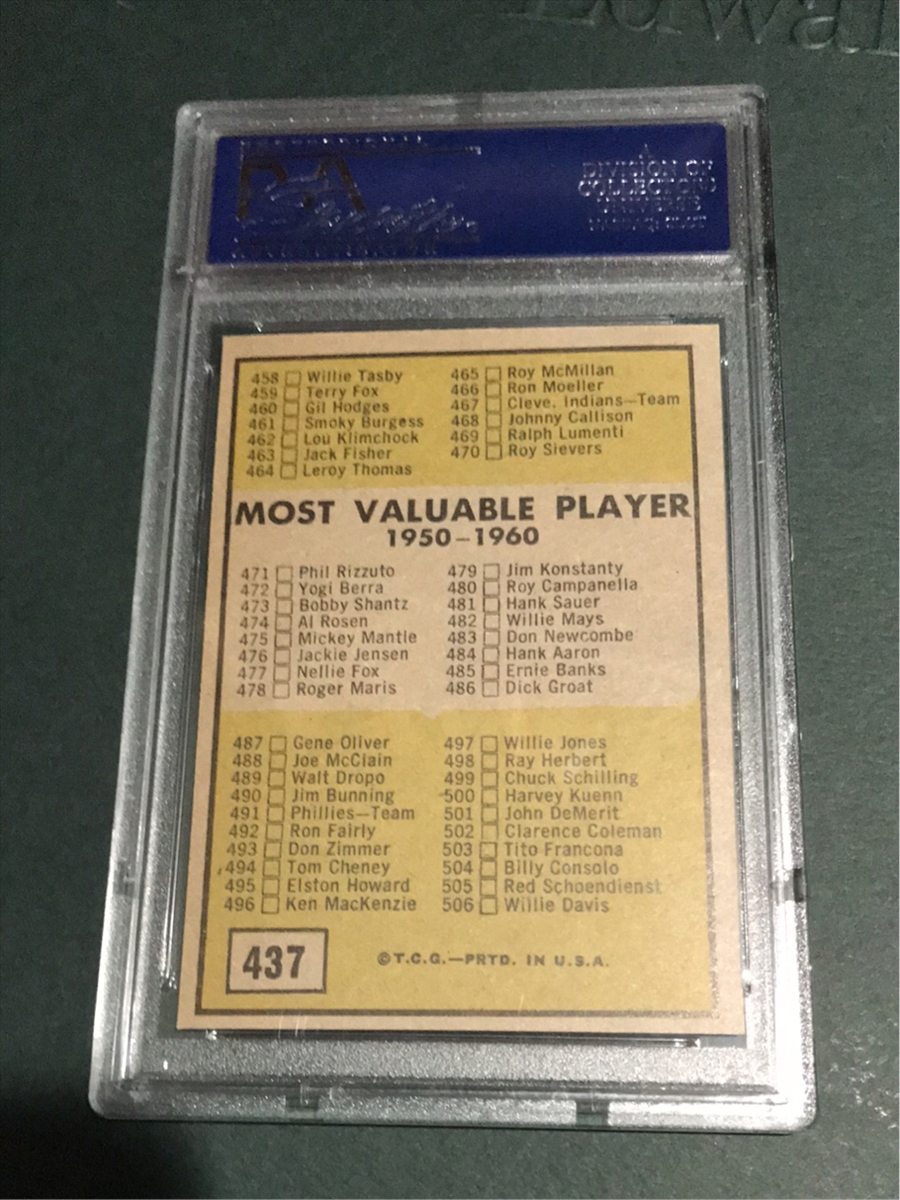 PSA
A
DIVISION OF
COLLECTORS
UNIVERSE
458 Willie Tasby
459 Terry Fox
460 Gil Hodges
461 Smoky Burgess
462 Lou Klimchock
463 Jack Fisher
464 Leroy Thomas
465 Roy McMillan
466 Ron Moeller
467 Cleve. Indians—Team
468 Johnny Callison
469 Ralph Lumenti
470 Roy Sievers
MOST VALUABLE PLAYER
1950–1960
471 Phil Rizzuto
472 Yogi Berra
473 Bobby Shantz
474 Al Rosen
475 Mickey Mantle
476 Jackie Jensen
477 Nellie Fox
478 Roger Maris
479 Jim Konstanty
480 Roy Campanella
481 Hank Sauer
482 Willie Mays
483 Don Newcombe
484 Hank Aaron
485 Ernie Banks
486 Dick Groat
487 Gene Oliver
488 Joe McClain
489 Walt Dropo
490 Jim Bunning
491 Phillies—Team
492 Ron Fairly
493 Don Zimmer
494 Tom Cheney
495 Elston Howard
496 Ken MacKenzie
497 Willie Jones
498 Ray Herbert
499 Chuck Schilling
500 Harvey Kuenn
501 John DeMerit
502 Clarence Coleman
503 Tito Francona
504 Billy Consolo
505 Red Schoendienst
506 Willie Davis
437
©T.C.G.—PRTD. IN U.S.A.